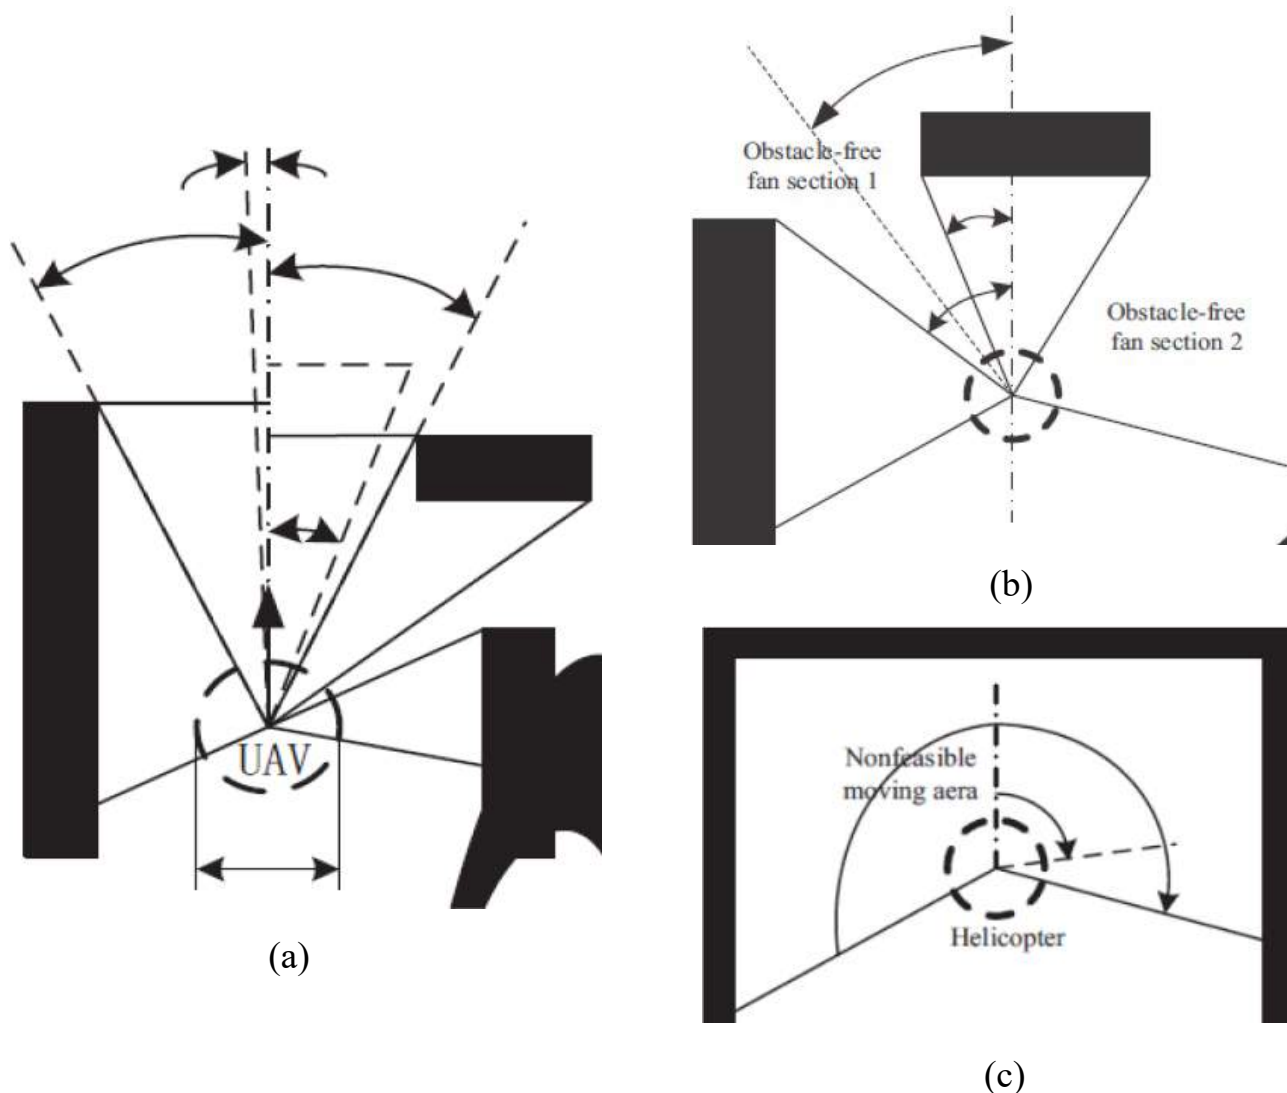 UAV
(a)
Obstacle-free
fan section 1
Obstacle-free
fan section 2
(b)
Nonfeasible
moving aera
Helicopter
(c)